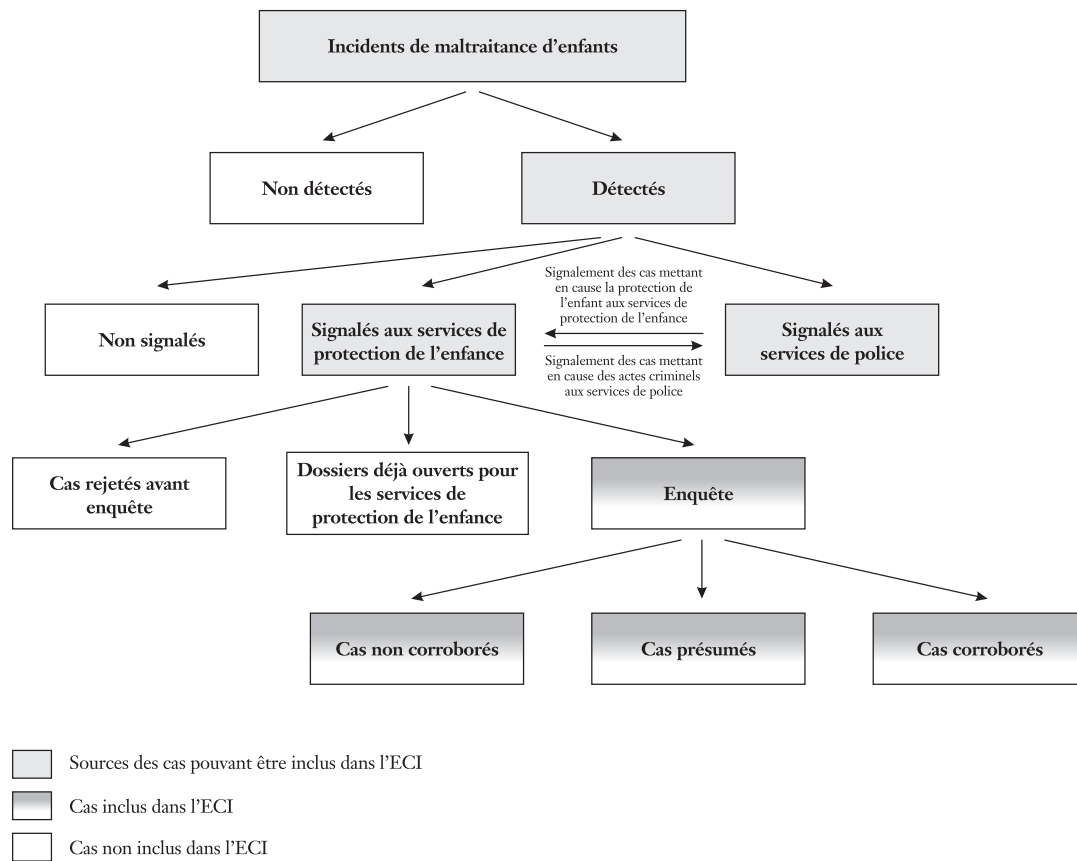 Incidents de maltraitance d’enfants
Non détectés
Détectés
Signalement des cas mettant
en cause la protection de
l’enfant aux services de
protection de l’enfance
Non signalés
Signalés aux services de
protection de l’enfance
Signalés aux
services de police
Signalement des cas mettant
en cause des actes criminels
aux services de police
Cas rejetés avant
enquête
Dossiers déjà ouverts pour
les services de
protection de l’enfance
Enquête
Cas non corroborés
Cas présumés
Cas corroborés
Sources des cas pouvant être inclus dans l’ECI
Cas inclus dans l’ECI
Cas non inclus dans l’ECI